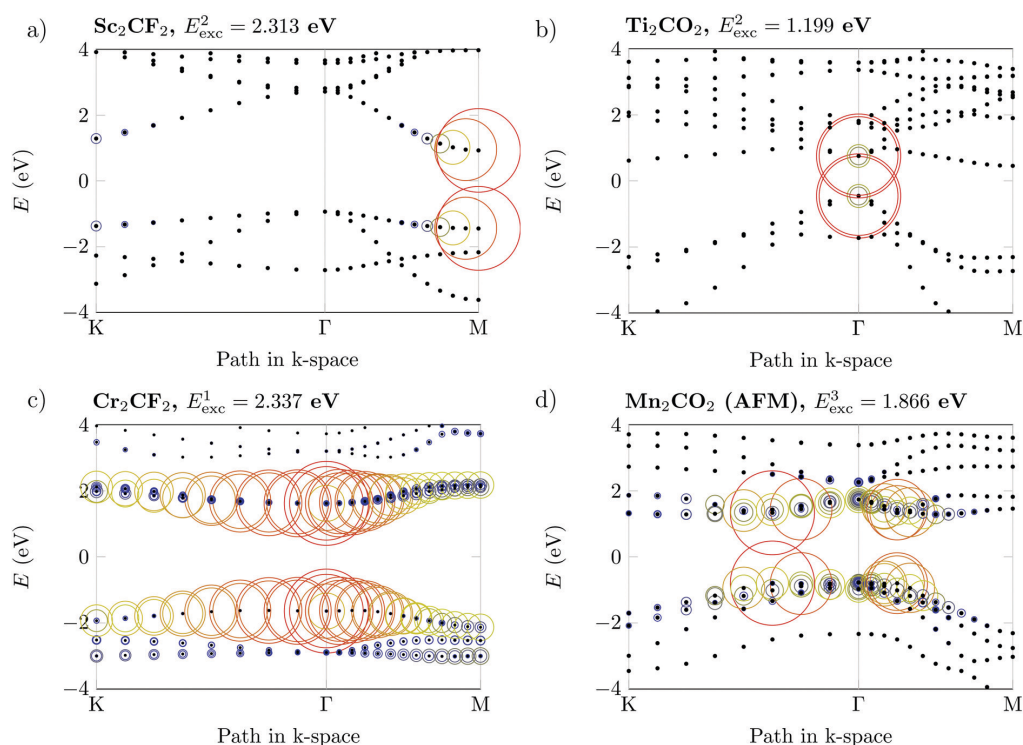 a) Sc₂CF₂, E²exc = 2.313 eV
E (eV)
4
2
0
−2
−4
K Γ M
Path in k-space
b) Ti₂CO₂, E²exc = 1.199 eV
E (eV)
4
2
0
−2
−4
K Γ M
Path in k-space
c) Cr₂CF₂, E¹exc = 2.337 eV
E (eV)
4
2
0
−2
−4
K Γ M
Path in k-space
d) Mn₂CO₂ (AFM), E³exc = 1.866 eV
E (eV)
4
2
0
−2
−4
K Γ M
Path in k-space